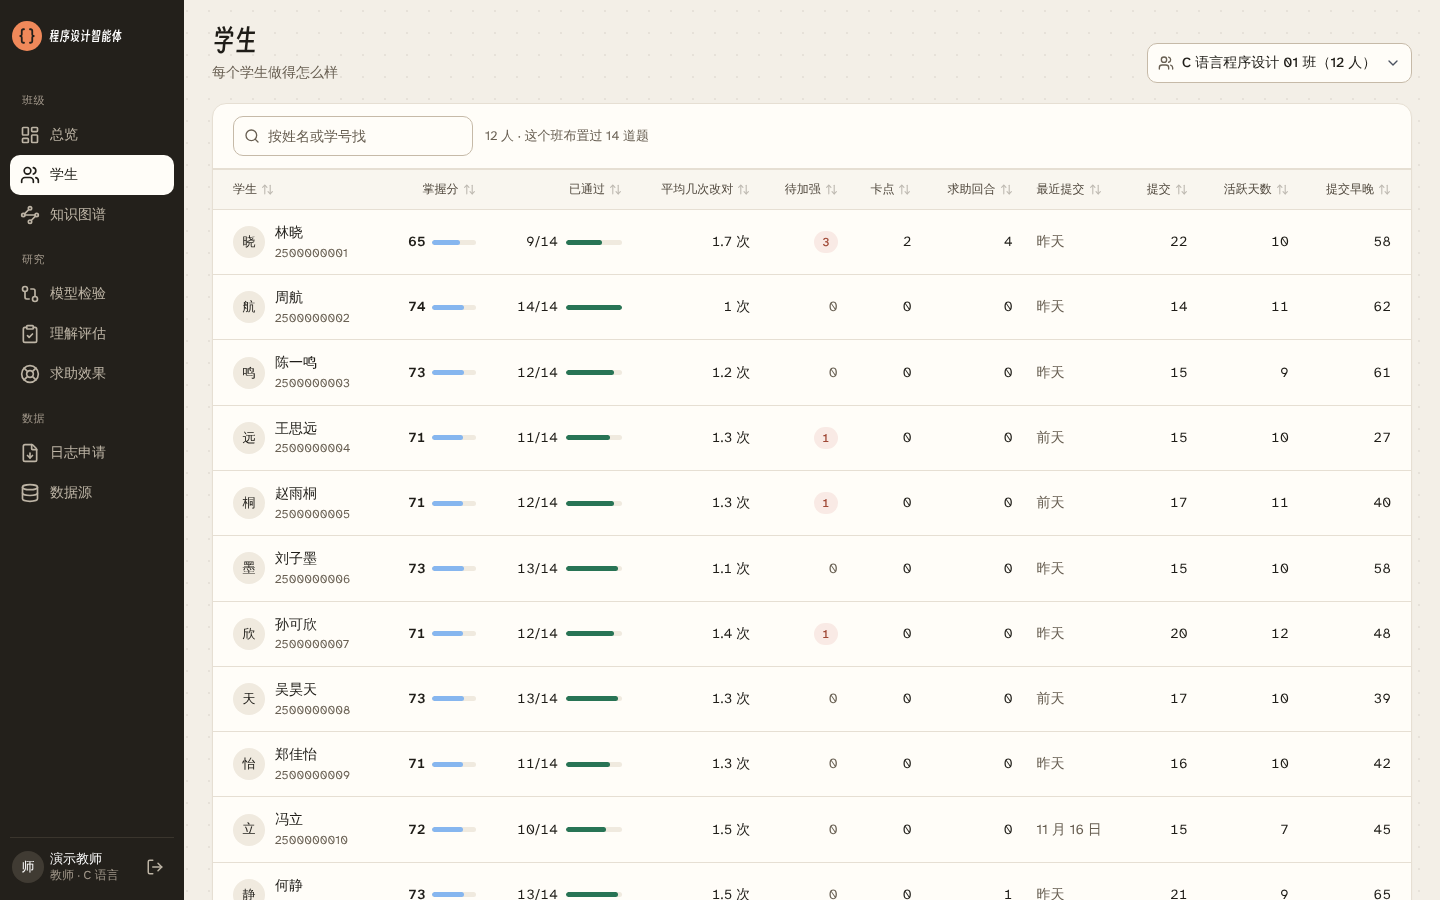 程序设计智能体
班级
总览
学生
知识图谱
研究
模型检验
理解评估
求助效果
数据
日志申请
数据源
师
演示教师
教师 · C 语言
学生
每个学生做得怎么样
C 语言程序设计 01 班（12 人）
按姓名或学号找
12 人 · 这个班布置过 14 道题
学生 掌握分 已通过 平均几次改对 待加强 卡点 求助回合 最近提交 提交 活跃天数 提交早晚
晓 林晓 2500000001 65 9/14 1.7 次 3 2 4 昨天 22 10 58
航 周航 2500000002 74 14/14 1 次 0 0 0 昨天 14 11 62
鸣 陈一鸣 2500000003 73 12/14 1.2 次 0 0 0 昨天 15 9 61
远 王思远 2500000004 71 11/14 1.3 次 1 0 0 前天 15 10 27
桐 赵雨桐 2500000005 71 12/14 1.3 次 1 0 0 前天 17 11 40
墨 刘子墨 2500000006 73 13/14 1.1 次 0 0 0 昨天 15 10 58
欣 孙可欣 2500000007 71 12/14 1.4 次 1 0 0 昨天 20 12 48
天 吴昊天 2500000008 73 13/14 1.3 次 0 0 0 前天 17 10 39
怡 郑佳怡 2500000009 71 11/14 1.3 次 0 0 0 昨天 16 10 42
立 冯立 2500000010 72 10/14 1.5 次 0 0 0 11 月 16 日 15 7 45
静 何静 73 13/14 1.5 次 0 0 1 昨天 21 9 65